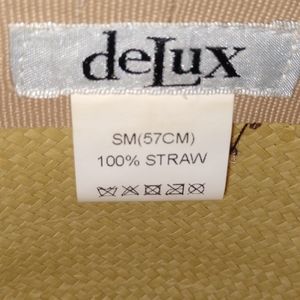 deLux
SM(57CM)
100% STRAW